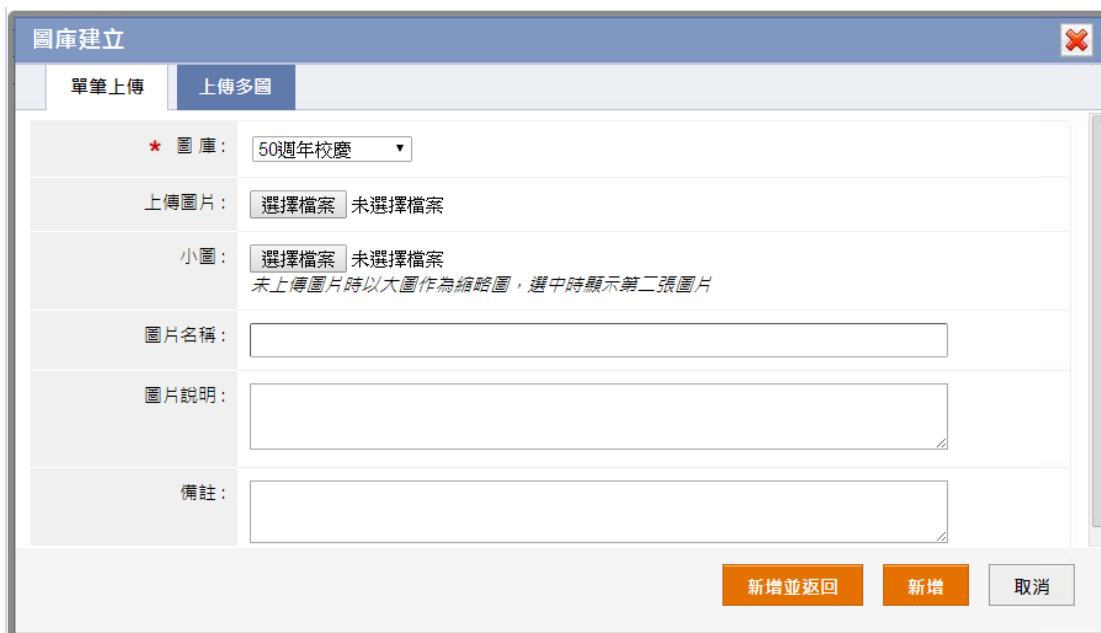 圖庫建立
單筆上傳 上傳多圖
* 圖 庫 : 50週年校慶
上傳圖片 : 選擇檔案 未選擇檔案
小圖 : 選擇檔案 未選擇檔案
未上傳圖片時以大圖作為縮略圖，選中時顯示第二張圖片
圖片名稱 :
圖片說明 :
備註 :
新增並返回 新增 取消